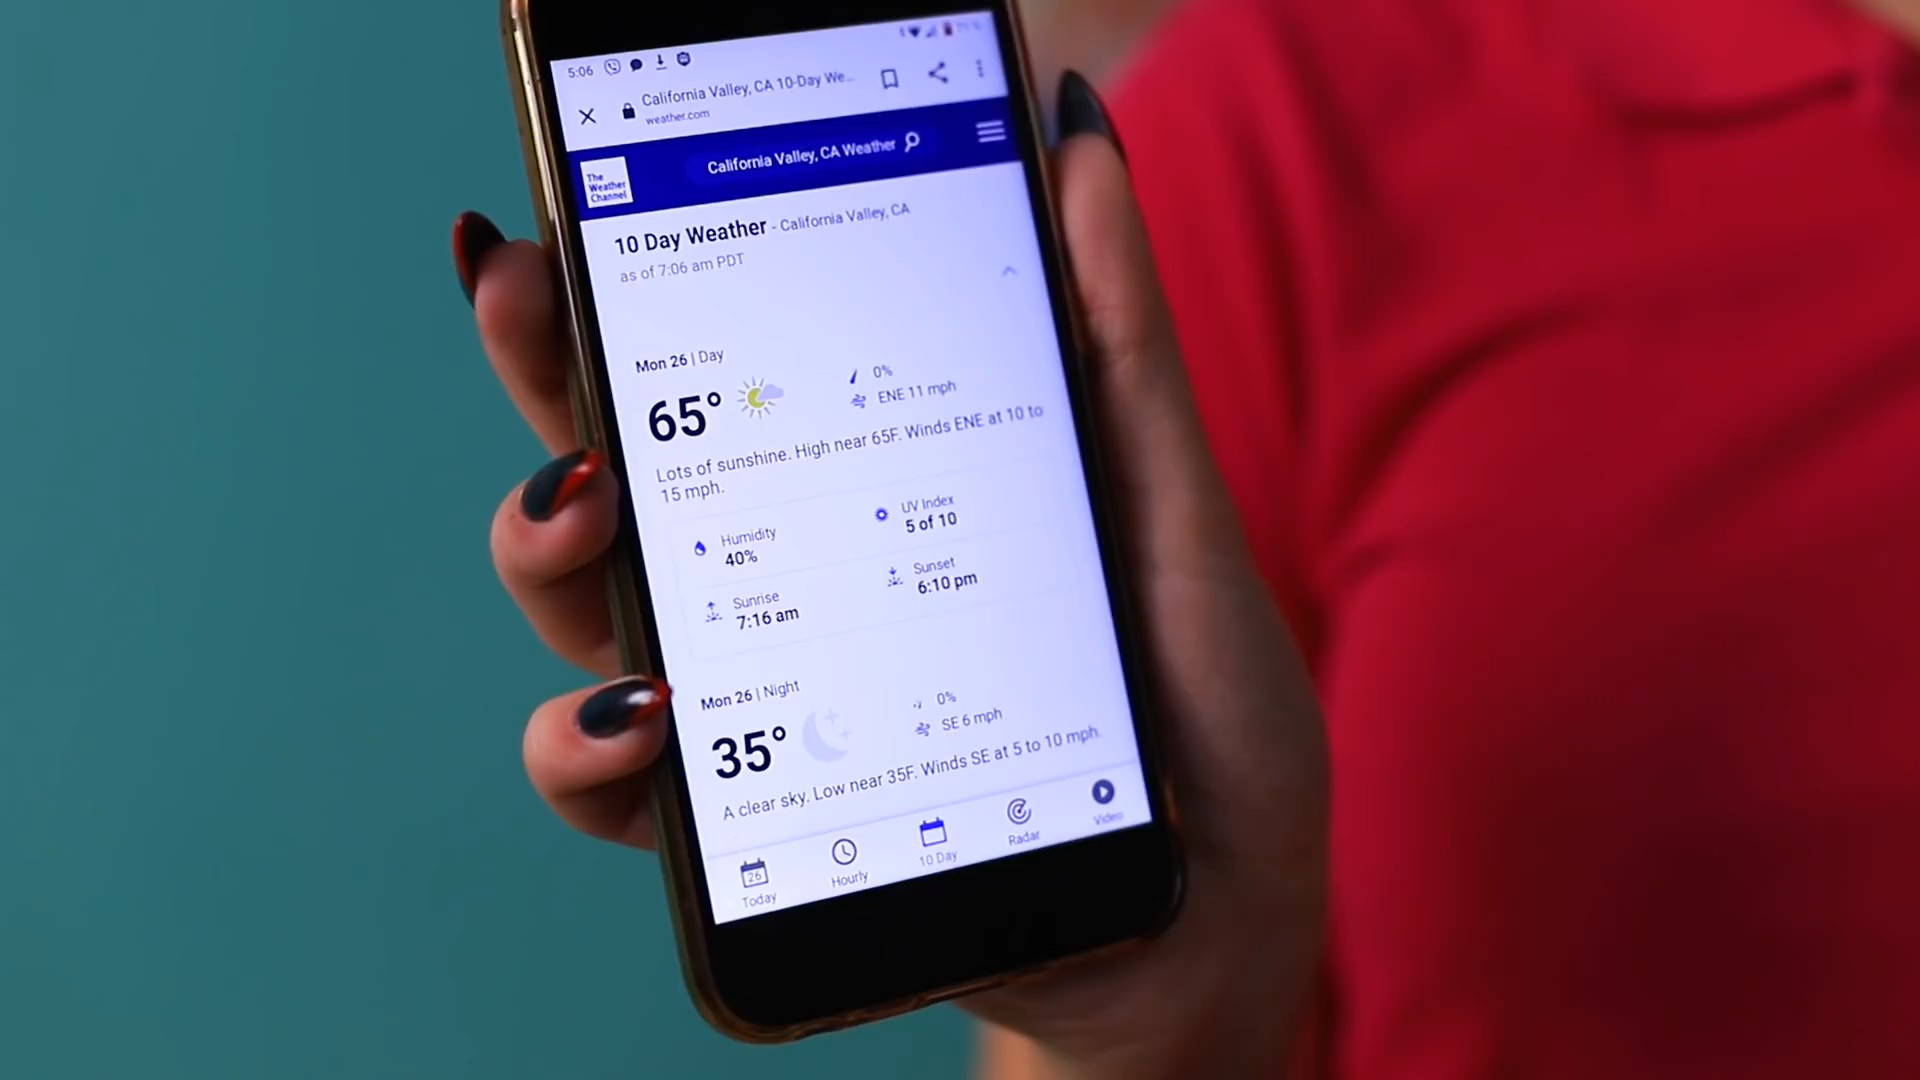 5:06
California Valley, CA 10-Day We...
weather.com
The
Weather
Channel
California Valley, CA Weather
10 Day Weather - California Valley, CA
as of 7:06 am PDT
Mon 26 | Day
65°
0%
ENE 11 mph
Lots of sunshine. High near 65F. Winds ENE at 10 to
15 mph.
Humidity
40%
UV Index
5 of 10
Sunrise
7:16 am
Sunset
6:10 pm
Mon 26 | Night
35°
0%
SE 6 mph
A clear sky. Low near 35F. Winds SE at 5 to 10 mph.
26
Today
Hourly
10 Day
Radar
Video